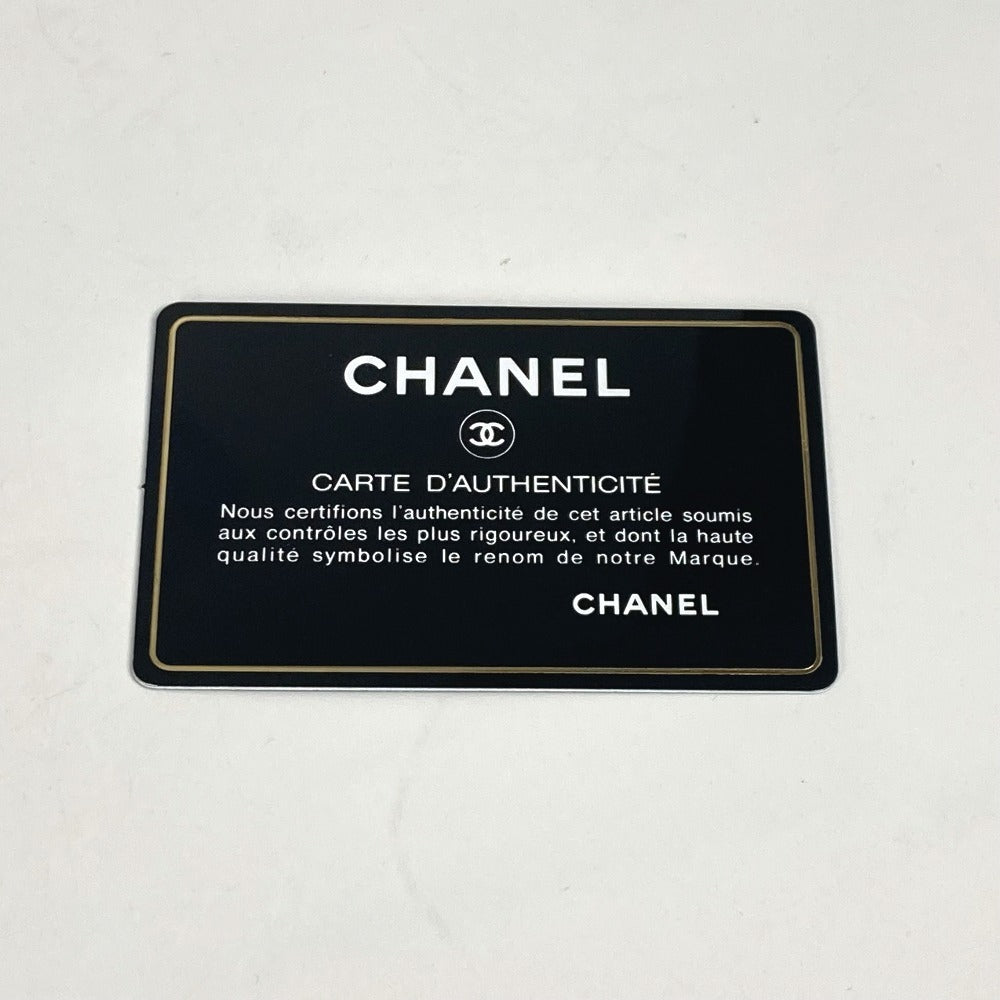 CHANEL
CARTE D'AUTHENTICITÉ
Nous certifions l'authenticité de cet article soumis
aux contrôles les plus rigoureux, et dont la haute
qualité symbolise le renom de notre Marque.
CHANEL